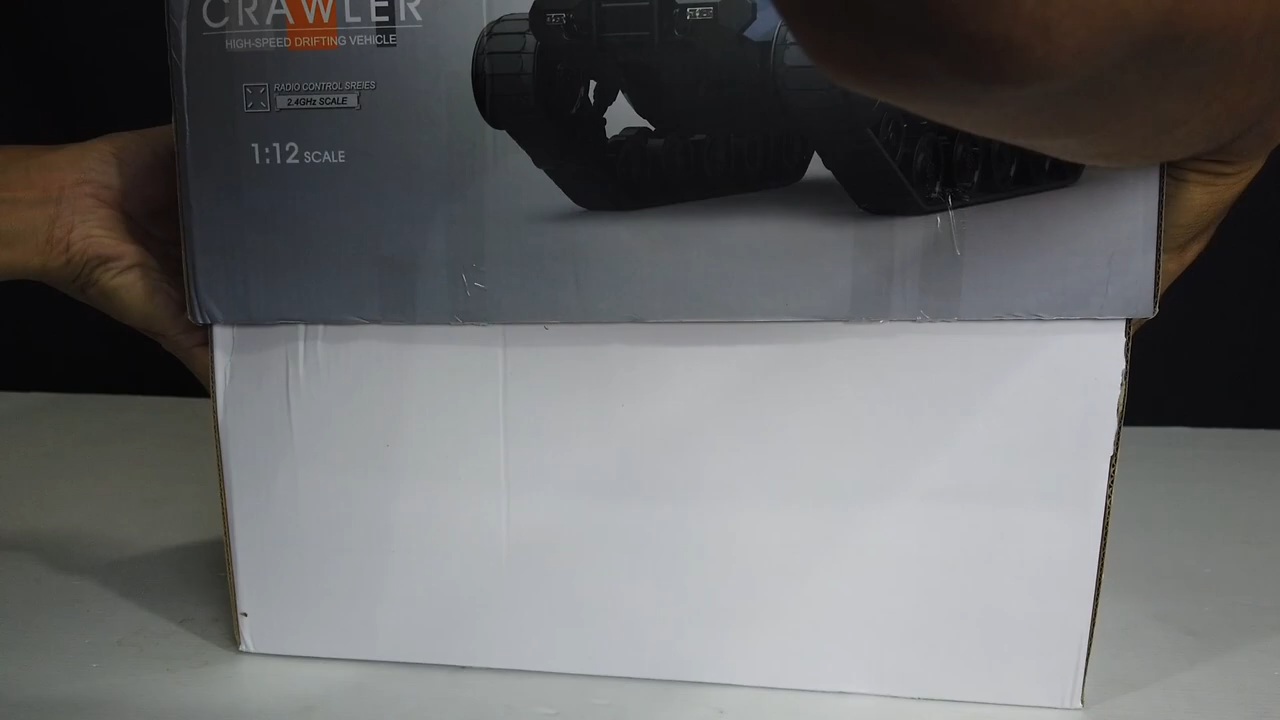 CRAWLER
HIGH-SPEED DRIFTING VEHICLE
RADIO CONTROL SREIES
2.4GHz SCALE
1:12 SCALE